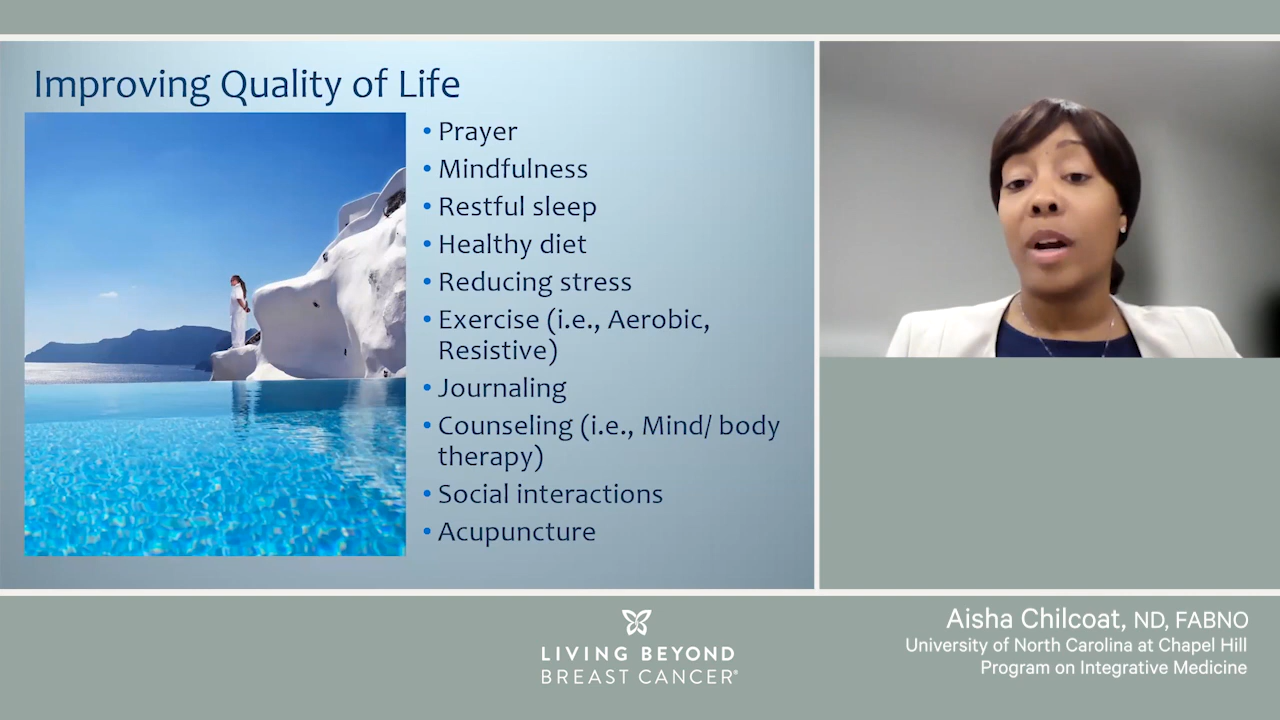 Improving Quality of Life
• Prayer
• Mindfulness
• Restful sleep
• Healthy diet
• Reducing stress
• Exercise (i.e., Aerobic,
Resistive)
• Journaling
• Counseling (i.e., Mind/ body
therapy)
• Social interactions
• Acupuncture
LIVING BEYOND
BREAST CANCER®
Aisha Chilcoat, ND, FABNO
University of North Carolina at Chapel Hill
Program on Integrative Medicine